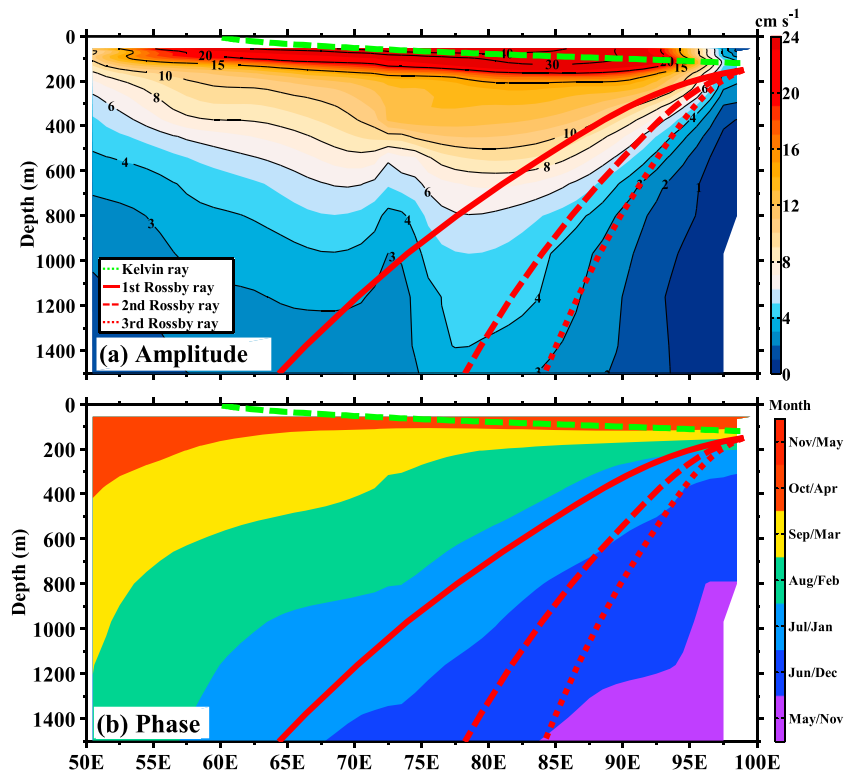 cm s⁻¹
0
200
400
600
800
1000
1200
1400
Depth (m)
20
15
10
8
6
4
3
30
15
10
8
6
4
3
6
4
3
2
1
4
3
Kelvin ray
1st Rossby ray
2nd Rossby ray
3rd Rossby ray
(a) Amplitude
24
20
16
12
8
4
0
0
200
400
600
800
1000
1200
1400
Depth (m)
(b) Phase
Month
Nov/May
Oct/Apr
Sep/Mar
Aug/Feb
Jul/Jan
Jun/Dec
May/Nov
50E 55E 60E 65E 70E 75E 80E 85E 90E 95E 100E